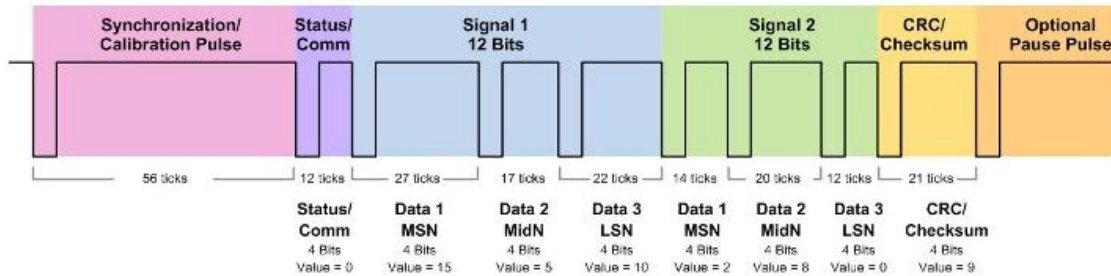 Synchronization/
Calibration Pulse
Status/
Comm
Signal 1
12 Bits
Signal 2
12 Bits
CRC/
Checksum
Optional
Pause Pulse
56 ticks
12 ticks
27 ticks
17 ticks
22 ticks
14 ticks
20 ticks
12 ticks
21 ticks
Status/
Comm
4 Bits
Value = 0
Data 1
MSN
4 Bits
Value = 15
Data 2
MidN
4 Bits
Value = 5
Data 3
LSN
4 Bits
Value = 10
Data 1
MSN
4 Bits
Value = 2
Data 2
MidN
4 Bits
Value = 8
Data 3
LSN
4 Bits
Value = 0
CRC/
Checksum
4 Bits
Value = 9